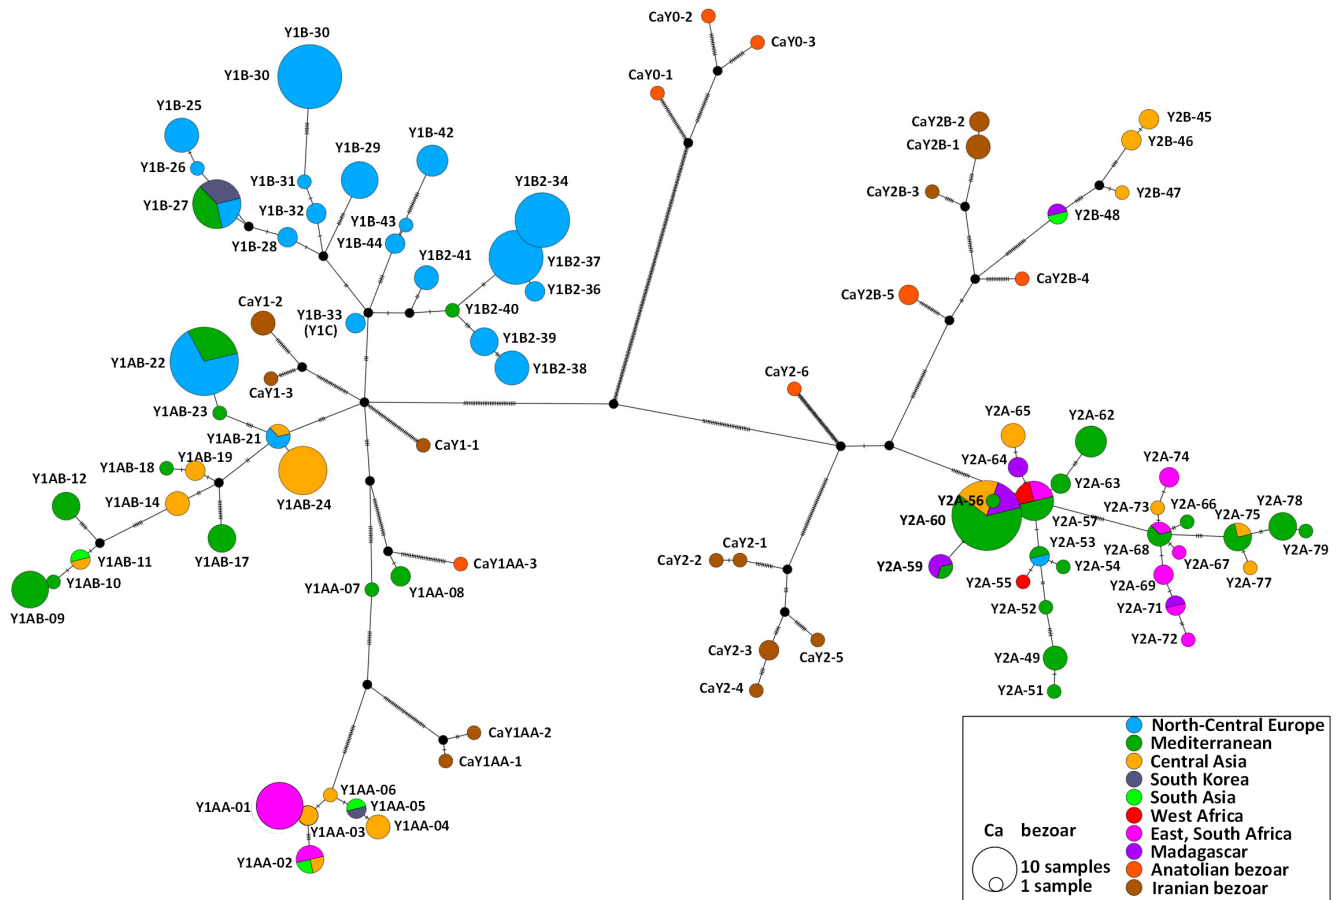 Y1B-30
Y1B-30
Y1B-25
Y1B-26
Y1B-27
Y1B-28
Y1B-31
Y1B-32
Y1B-29
Y1B-42
Y1B-43
Y1B-44
Y1B2-34
Y1B2-37
Y1B2-36
Y1B2-41
Y1B2-40
Y1B2-39
Y1B2-38
Y1B-33
(Y1C)
CaY1-2
CaY1-3
CaY1-1
Y1AB-22
Y1AB-23
Y1AB-21
Y1AB-24
Y1AB-19
Y1AB-18
Y1AB-14
Y1AB-17
Y1AB-12
Y1AB-11
Y1AB-10
Y1AB-09
Y1AA-07
Y1AA-08
CaY1AA-3
CaY1AA-2
CaY1AA-1
Y1AA-01
Y1AA-06
Y1AA-05
Y1AA-04
Y1AA-03
Y1AA-02
CaY0-2
CaY0-3
CaY0-1
CaY2B-2
CaY2B-1
CaY2B-3
CaY2B-5
CaY2B-4
Y2B-45
Y2B-46
Y2B-47
Y2B-48
CaY2-6
CaY2-1
CaY2-2
CaY2-3
CaY2-4
CaY2-5
Y2A-65
Y2A-64
Y2A-62
Y2A-63
Y2A-56
Y2A-60
Y2A-57
Y2A-59
Y2A-53
Y2A-54
Y2A-55
Y2A-52
Y2A-49
Y2A-51
Y2A-74
Y2A-73
Y2A-66
Y2A-68
Y2A-67
Y2A-69
Y2A-71
Y2A-72
Y2A-75
Y2A-78
Y2A-79
Y2A-77
North-Central Europe
Mediterranean
Central Asia
South Korea
South Asia
West Africa
East, South Africa
Madagascar
Anatolian bezoar
Iranian bezoar
Ca bezoar
10 samples
1 sample